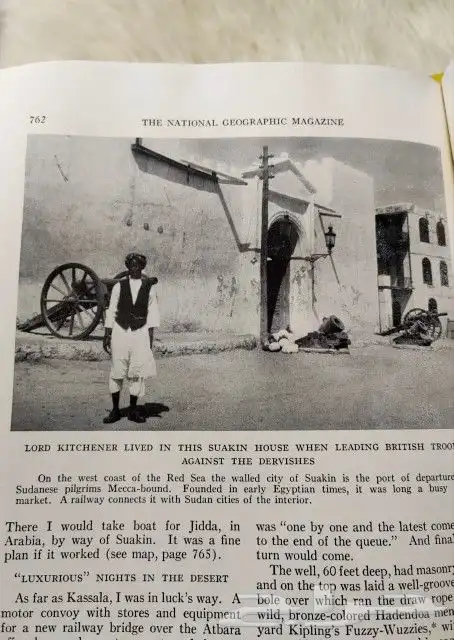 762
THE NATIONAL GEOGRAPHIC MAGAZINE
LORD KITCHENER LIVED IN THIS SUAKIN HOUSE WHEN LEADING BRITISH
AGAINST THE DERVISHES
On the west coast of the Red Sea the walled city of Suakin is the port of departure
Sudanese pilgrims Mecca-bound. Founded in early Egyptian times, it was long a busy
market. A railway connects it with Sudan cities of the interior.
There I would take boat for Jidda, in
Arabia, by way of Suakin. It was a fine
plan if it worked (see map, page 765).
"LUXURIOUS" NIGHTS IN THE DESERT
As far as Kassala, I was in luck's way. A
motor convoy with stores and equipment
for a new railway bridge over the Atbara
was "one by one and the latest come
to the end of the queue." And
turn would come.
The well, 60 feet deep, had
and on the top was laid a
bole over which ran the draw rope
wild, bronze-colored Hadendoa
yard Kipling's Fuzzy-Wuzzies,*